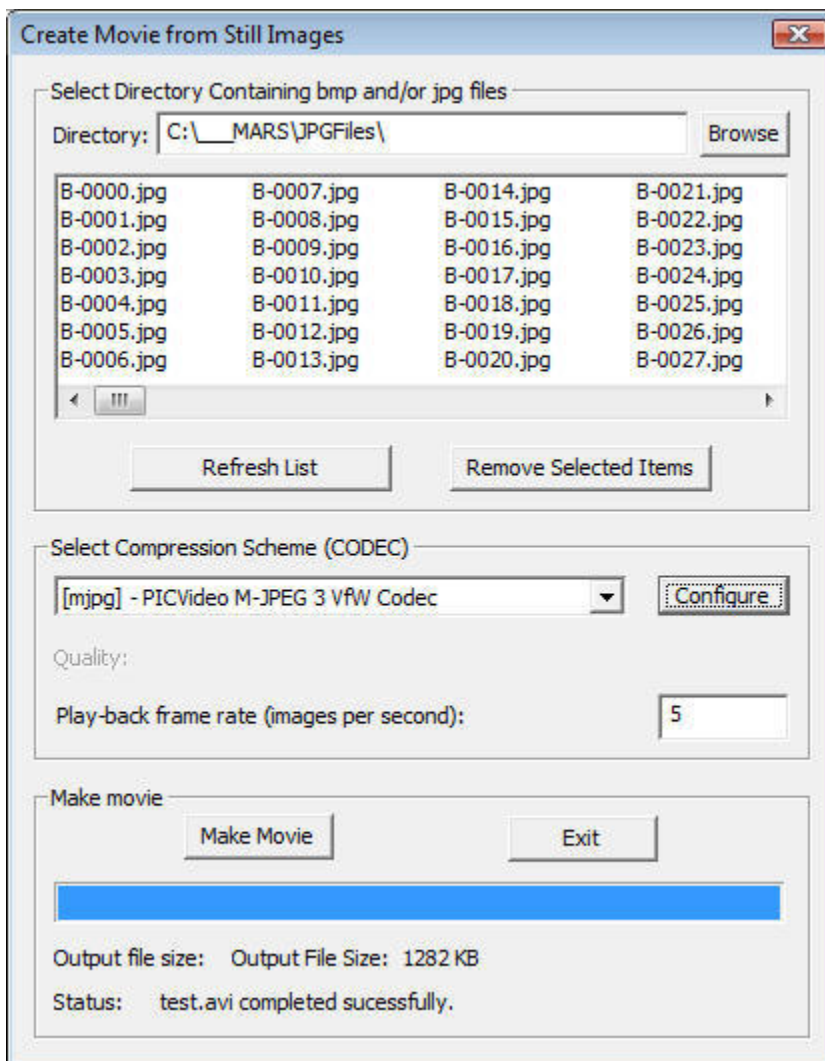 Create Movie from Still Images
Select Directory Containing bmp and/or jpg files
Directory: C:\___MARS\JPGFiles\ Browse
B-0000.jpg B-0007.jpg B-0014.jpg B-0021.jpg
B-0001.jpg B-0008.jpg B-0015.jpg B-0022.jpg
B-0002.jpg B-0009.jpg B-0016.jpg B-0023.jpg
B-0003.jpg B-0010.jpg B-0017.jpg B-0024.jpg
B-0004.jpg B-0011.jpg B-0018.jpg B-0025.jpg
B-0005.jpg B-0012.jpg B-0019.jpg B-0026.jpg
B-0006.jpg B-0013.jpg B-0020.jpg B-0027.jpg
Refresh List Remove Selected Items
Select Compression Scheme (CODEC)
[mjpg] - PICVideo M-JPEG 3 VfW Codec Configure
Quality:
Play-back frame rate (images per second): 5
Make movie
Make Movie Exit
Output file size: Output File Size: 1282 KB
Status: test.avi completed sucessfully.